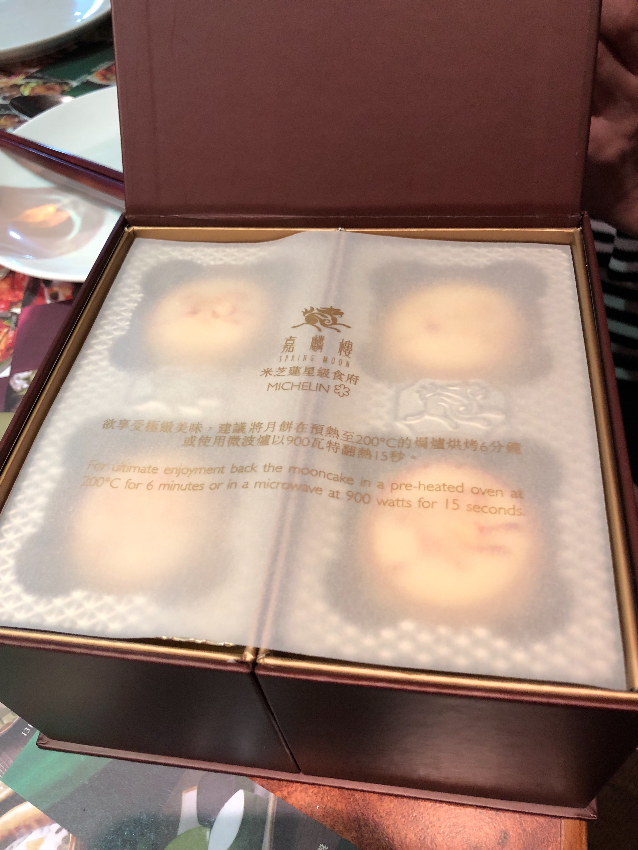 嘉麟樓
SPRING MOON
米芝蓮星級食府
MICHELIN
欲享受極緻美味，建議將月餅在預熱至200°C的焗爐烘烤6分鐘
或使用微波爐以900瓦特翻熱15秒。
For ultimate enjoyment back the mooncake in a pre-heated oven at
200°C for 6 minutes or in a microwave at 900 watts for 15 seconds.